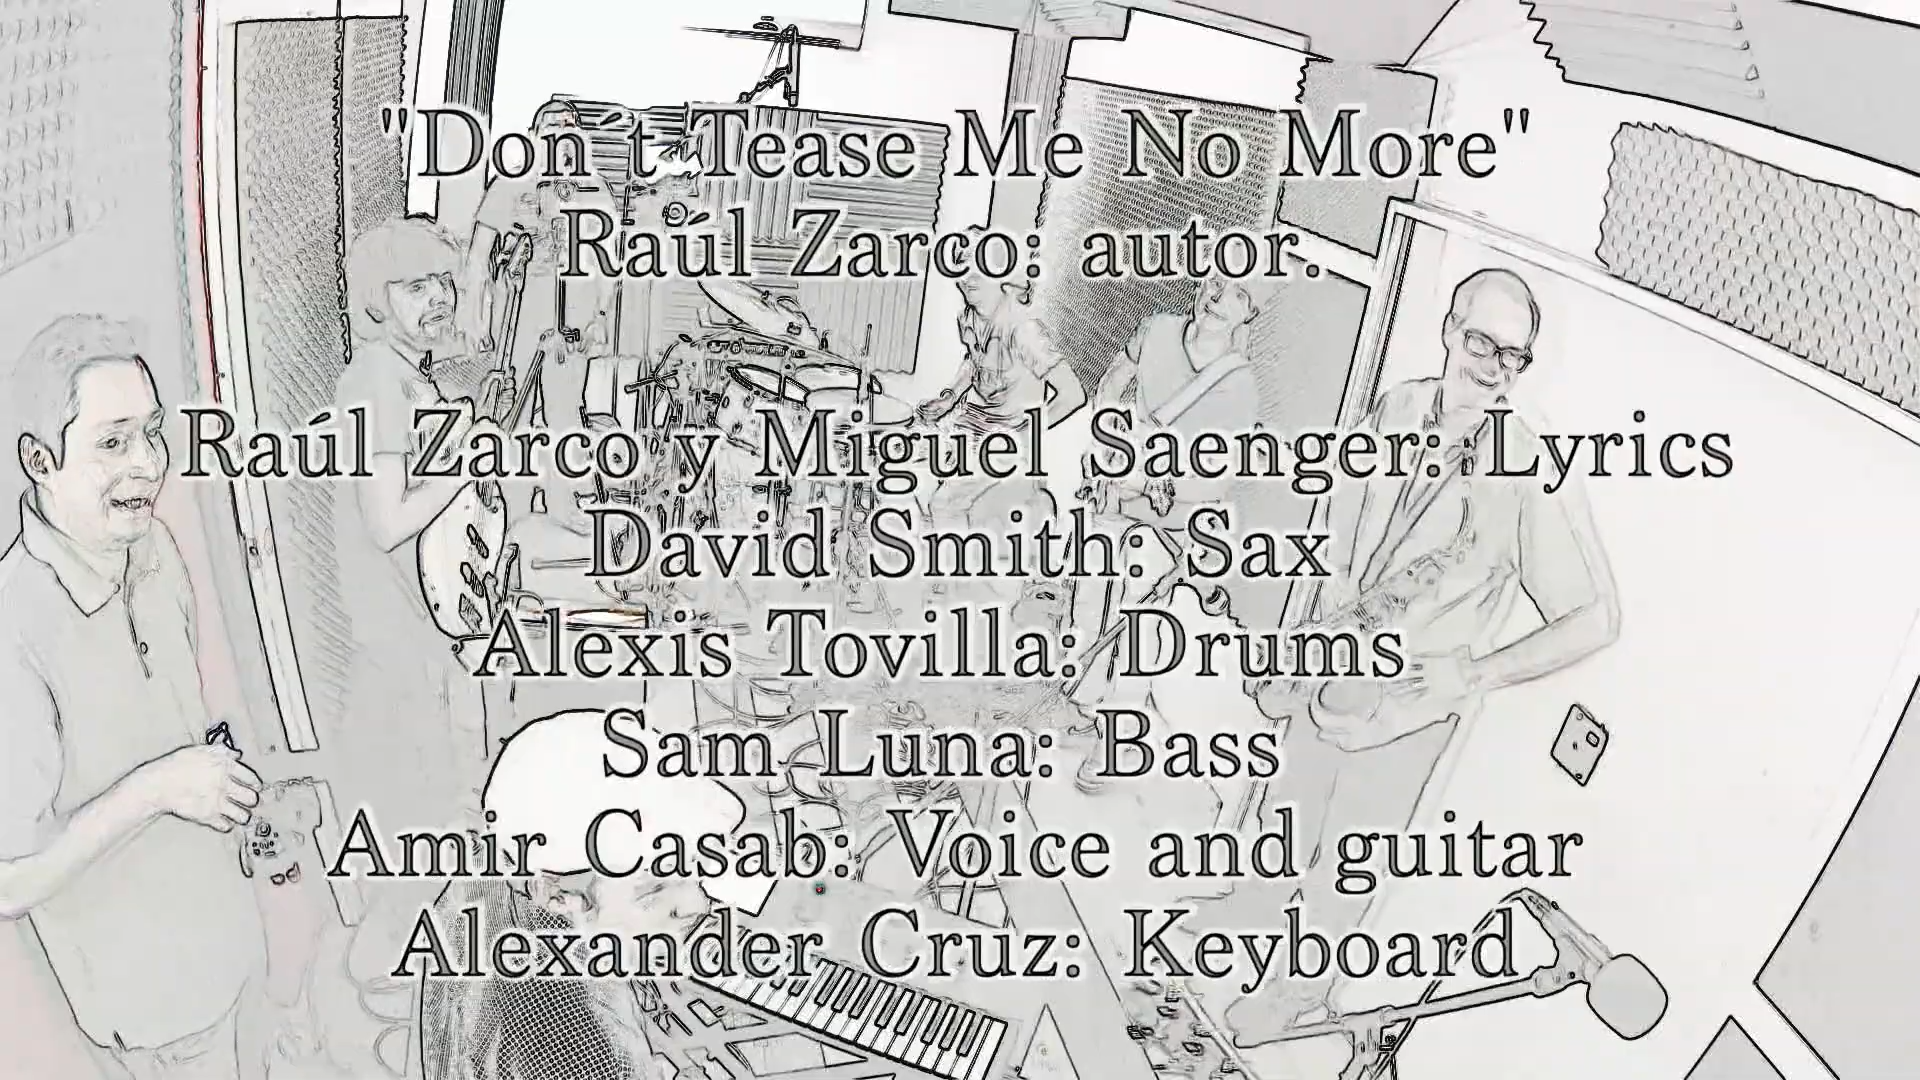 "Don´t Tease Me No More"
Raúl Zarco: autor.
Raúl Zarco y Miguel Saenger: Lyrics
David Smith: Sax
Alexis Tovilla: Drums
Sam Luna: Bass
Amir Casab: Voice and guitar
Alexander Cruz: Keyboard